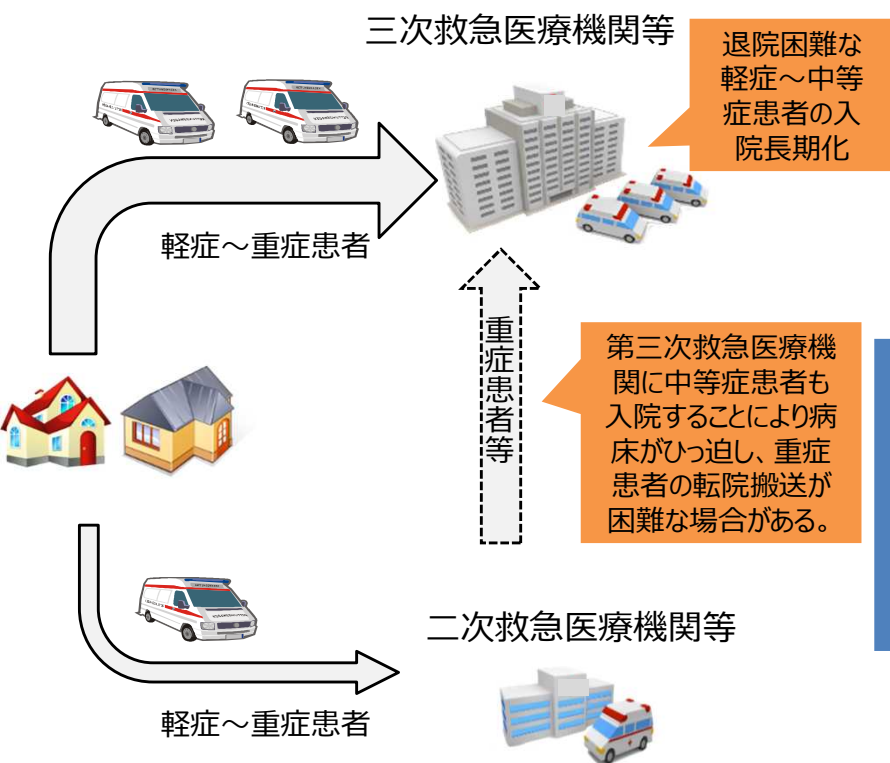 三次救急医療機関等
退院困難な
軽症～中等
症患者の入
院長期化
軽症～重症患者
重症患者等
第三次救急医療機
関に中等症患者も
入院することにより病
床がひっ迫し、重症
患者の転院搬送が
困難な場合がある。
二次救急医療機関等
軽症～重症患者